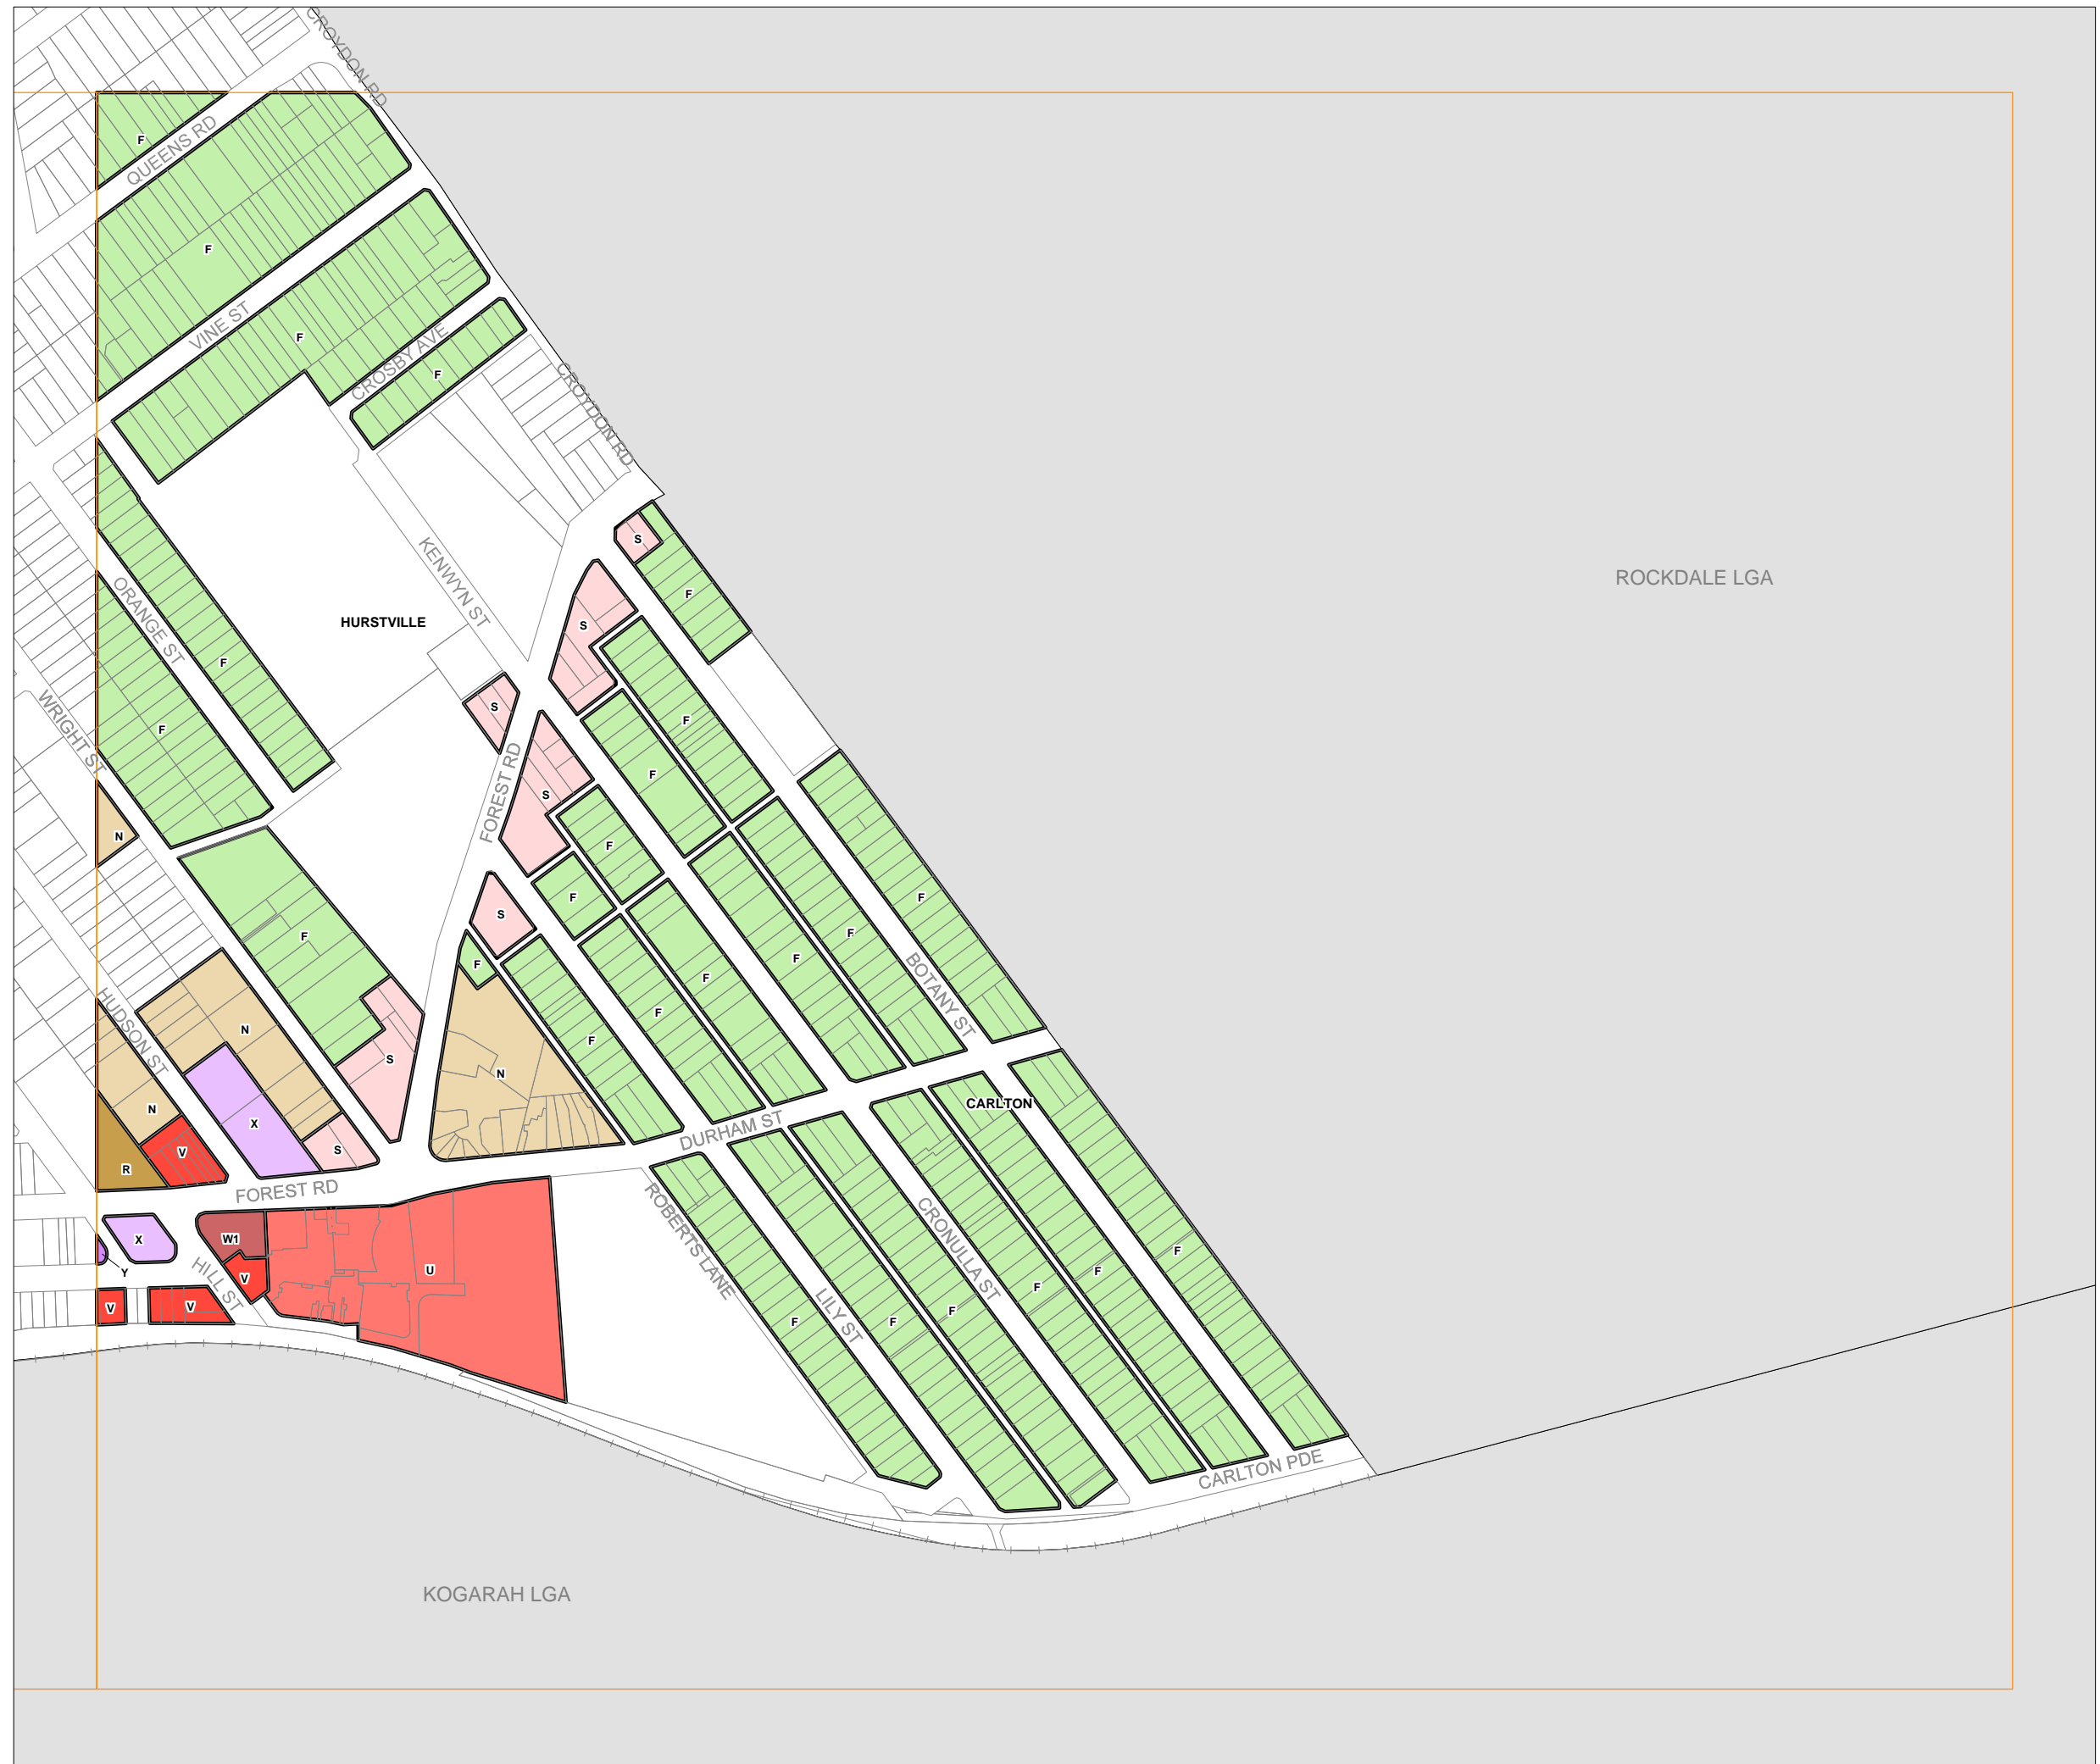 CROYDON RD
F
QUEENS RD
F
VINE ST
F
CROSBY AVE
F
CROYDON RD
S
KENWYN ST
ROCKDALE LGA
ORANGE ST
F
HURSTVILLE
S
F
S
F
F
WRIGHT ST
F
FOREST RD
S
F
N
F
F
F
S
F
F
F
F
F
BOTANY ST
HUDSON ST
N
F
F
S
N
CARLTON
N
X
DURHAM ST
V
S
R
FOREST RD
ROBERTS LANE
W1
X
U
CRONULLA ST
F
Y
HILL ST
V
F
F
V
V
LILY ST
F
F
F
CARLTON PDE
KOGARAH LGA